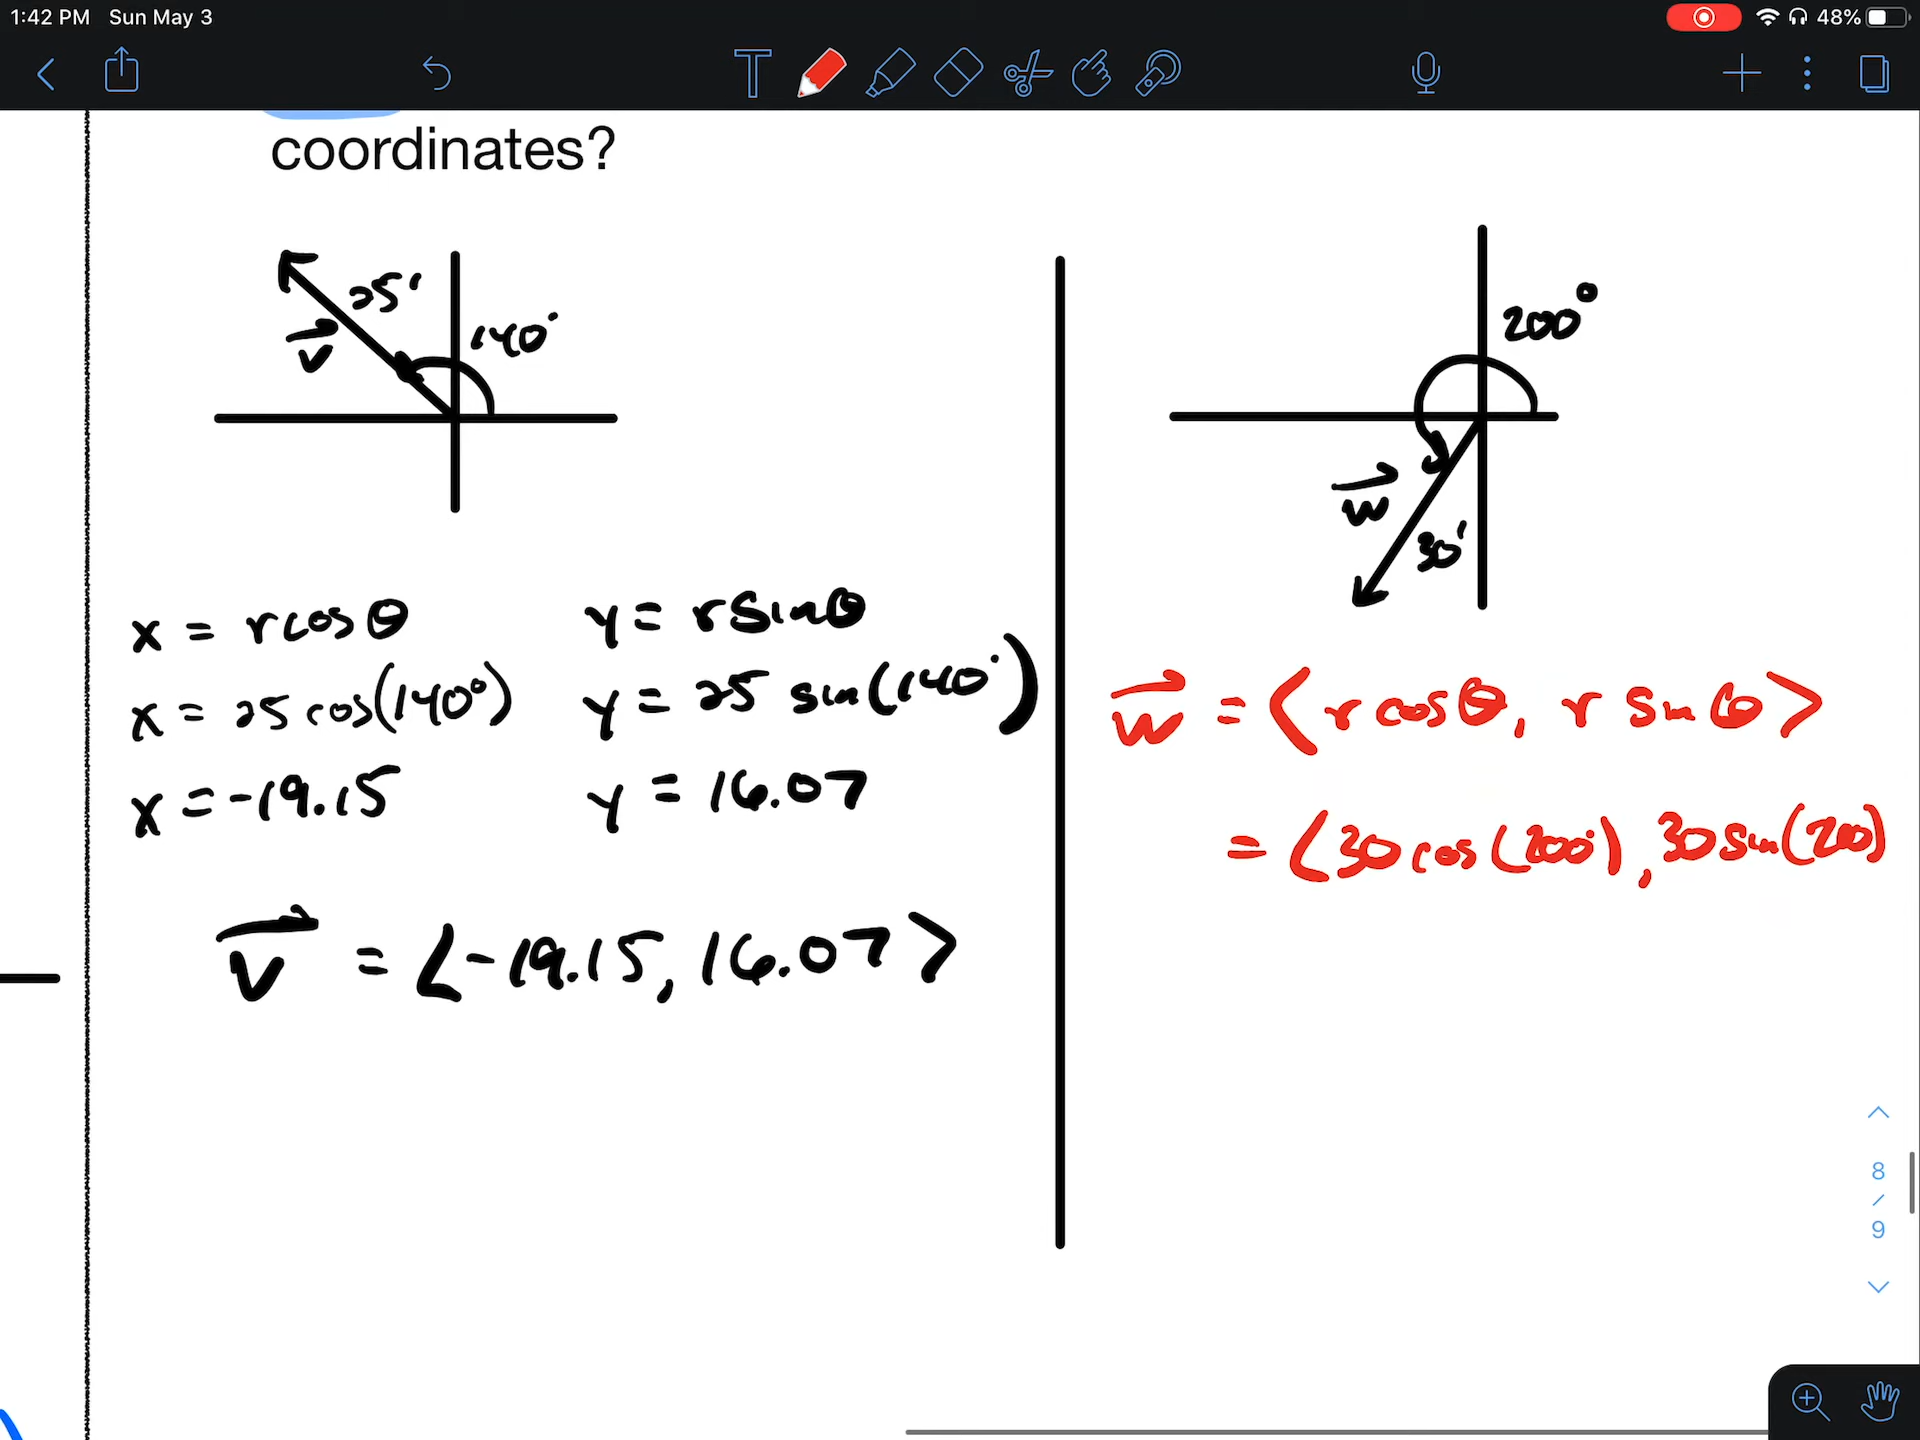 1:42 PM Sun May 3
48%
T
coordinates?
25'
140°
v
200°
w
30'
x = r cos θ
y = r sin θ
x = 25 cos(140°)
y = 25 sin(140°)
x = -19.15
y = 16.07
v = ⟨-19.15, 16.07⟩
w = ⟨r cos θ, r sin θ⟩
= ⟨30 cos(200°), 30 sin(200)
8
/
9